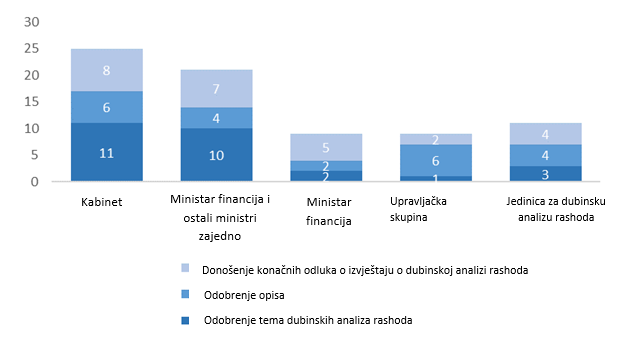 30
25
20
15
10
5
0
8
6
11
7
4
10
5
2
2
2
6
1
4
4
3
Kabinet
Ministar financija i
ostali ministri
zajedno
Ministar
financija
Upravljačka
skupina
Jedinica za dubinsku
analizu rashoda
Donošenje konačnih odluka o izvještaju o dubinskoj analizi rashoda
Odobrenje opisa
Odobrenje tema dubinskih analiza rashoda